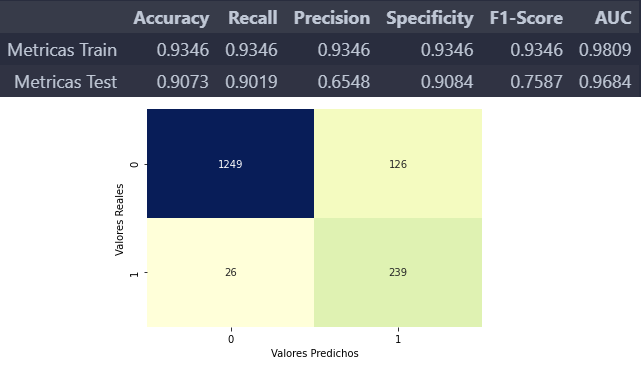 Accuracy Recall Precision Specificity F1-Score AUC
Metricas Train 0.9346 0.9346 0.9346 0.9346 0.9346 0.9809
Metricas Test 0.9073 0.9019 0.6548 0.9084 0.7587 0.9684
0 1249 126
Valores Reales
1 26 239
0 1
Valores Predichos